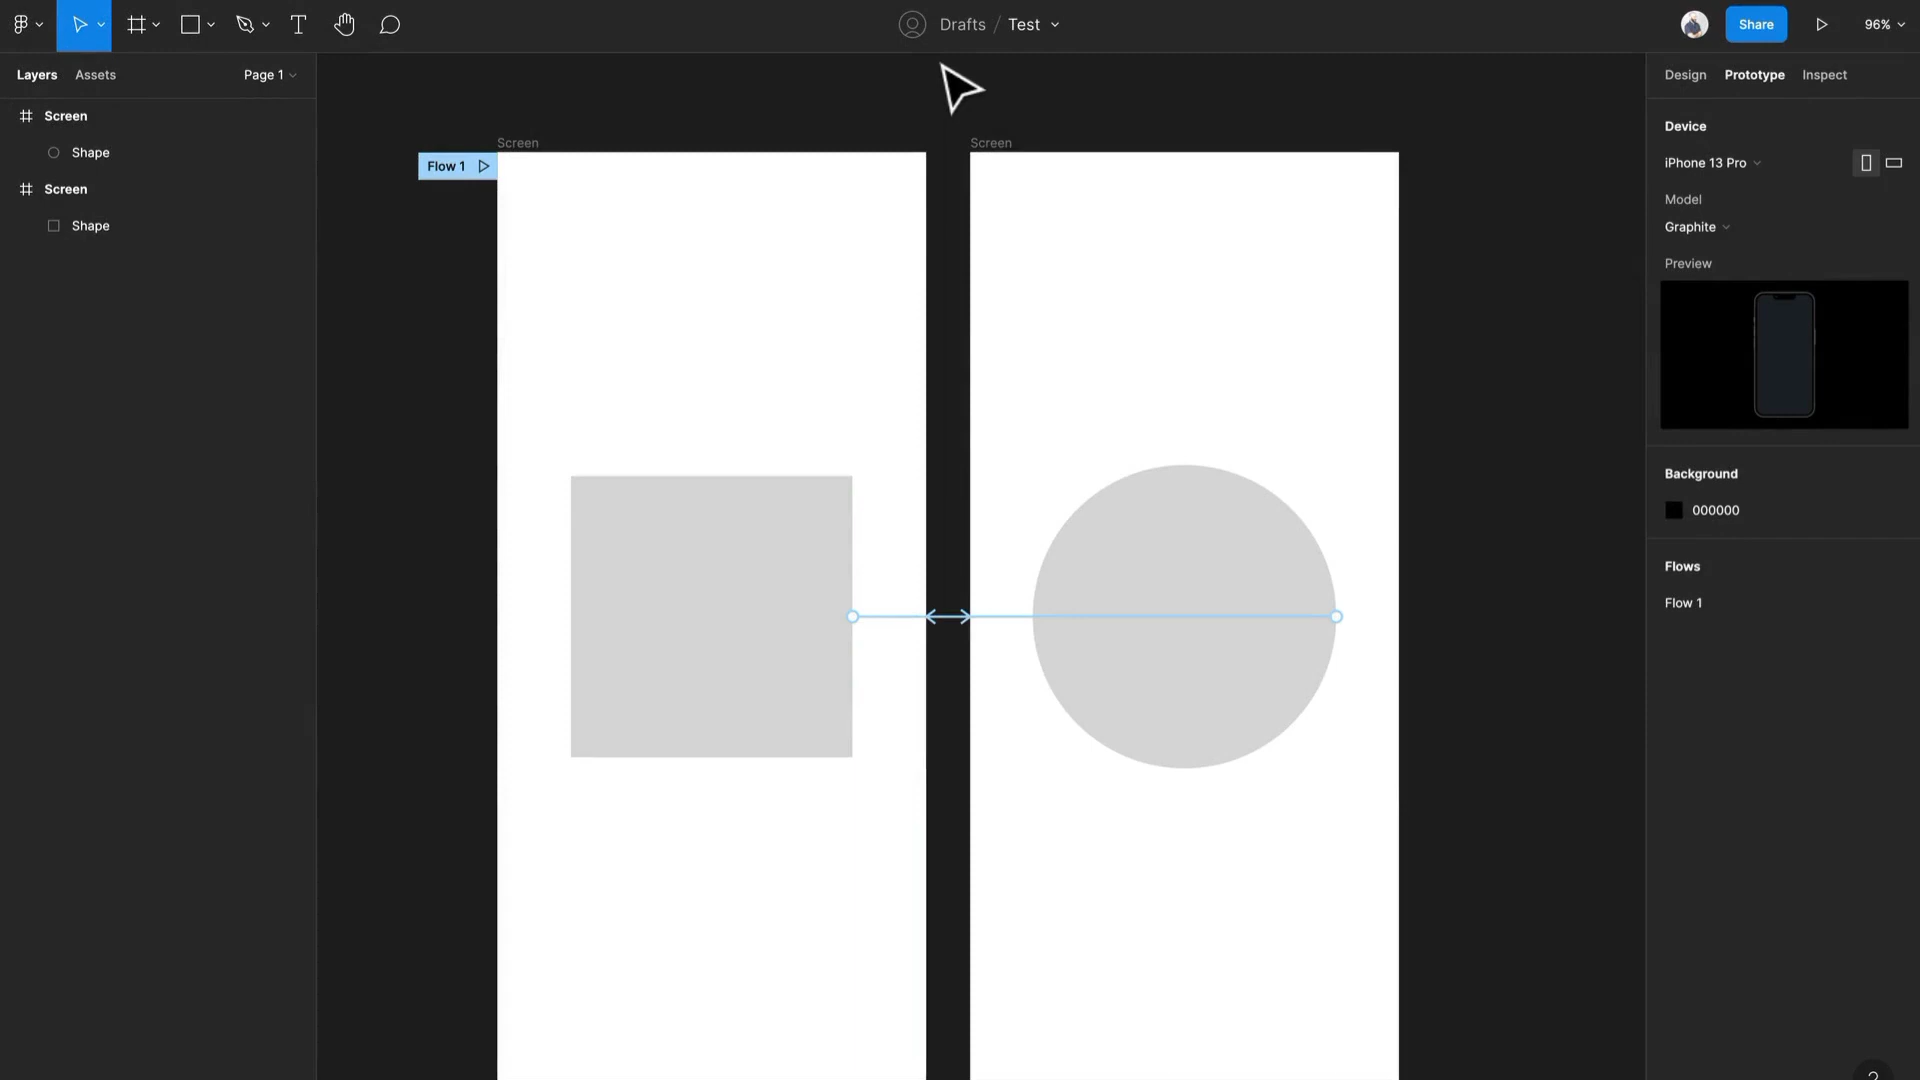 Drafts / Test
Share
96%
Layers
Assets
Page 1
Screen
Shape
Screen
Shape
Screen
Screen
Flow 1
Design
Prototype
Inspect
Device
iPhone 13 Pro
Model
Graphite
Preview
Background
000000
Flows
Flow 1
?